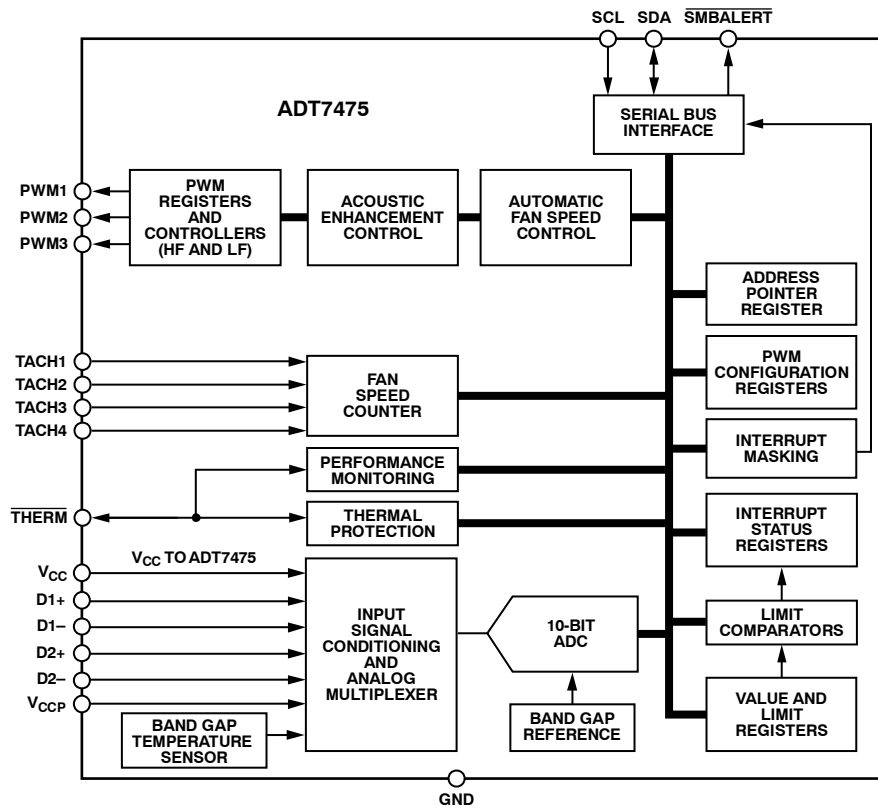 SCL SDA SMBALERT
ADT7475
SERIAL BUS
INTERFACE
PWM1
PWM2
PWM3
PWM
REGISTERS
AND
CONTROLLERS
(HF AND LF)
ACOUSTIC
ENHANCEMENT
CONTROL
AUTOMATIC
FAN SPEED
CONTROL
ADDRESS
POINTER
REGISTER
TACH1
TACH2
TACH3
TACH4
FAN
SPEED
COUNTER
PWM
CONFIGURATION
REGISTERS
PERFORMANCE
MONITORING
INTERRUPT
MASKING
THERM
THERMAL
PROTECTION
INTERRUPT
STATUS
REGISTERS
VCC
VCC TO ADT7475
D1+
D1–
D2+
D2–
VCCP
INPUT
SIGNAL
CONDITIONING
AND
ANALOG
MULTIPLEXER
10-BIT
ADC
LIMIT
COMPARATORS
BAND GAP
TEMPERATURE
SENSOR
BAND GAP
REFERENCE
VALUE AND
LIMIT
REGISTERS
GND